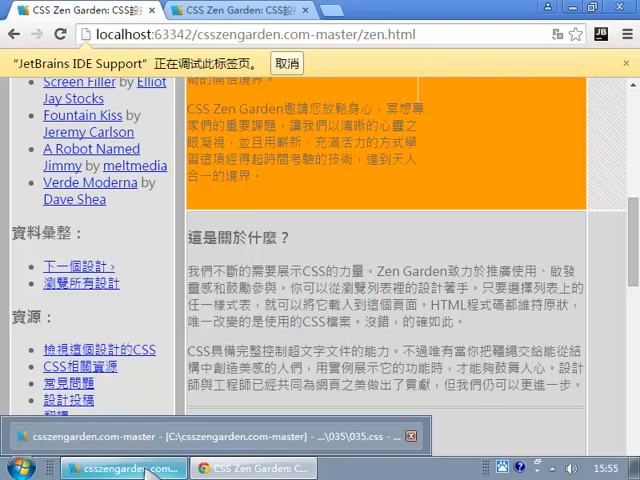 CSS Zen Garden: CSS設 ×
CSS Zen Garden: CSS設 ×
localhost:63342/csszengarden.com-master/zen.html
"JetBrains IDE Support" 正在调试此标签页。 取消
Screen Filler by Elliot
Jay Stocks
Fountain Kiss by
Jeremy Carlson
A Robot Named
Jimmy by meltmedia
Verde Moderna by
Dave Shea
資料彙整：
下一個設計 ›
瀏覽所有設計
資源：
檢視這個設計的CSS
CSS相關資源
常見問題
設計投稿
術的開悟境界。
CSS Zen Garden邀請您放鬆身心，冥想專
家們的重要課題。讓我們以清晰的心靈之
眼凝視，並且用嶄新、充滿活力的方式學
習這項經得起時間考驗的技術，達到天人
合一的境界。
這是關於什麼？
我們不斷的需要展示CSS的力量。Zen Garden致力於推廣使用、啟發
靈感和鼓勵參與。你可以從瀏覽列表裡的設計著手。只要選擇列表上的
任一樣式表，就可以將它載入到這個頁面。HTML程式碼都維持原狀，
唯一改變的是使用的CSS檔案。沒錯，的確如此。
CSS具備完整控制超文字文件的能力。不過唯有當你把韁繩交給能從結
構中創造美感的人們，用實例展示它的功能時，才能夠鼓舞人心。設計
師與工程師已經共同為網頁之美做出了貢獻，但我們仍可以更進一步。
csszengarden.com-master - [C:\csszengarden.com-master] - ...\035\035.css - ...
csszengarden.com...
CSS Zen Garden: C...
15:55